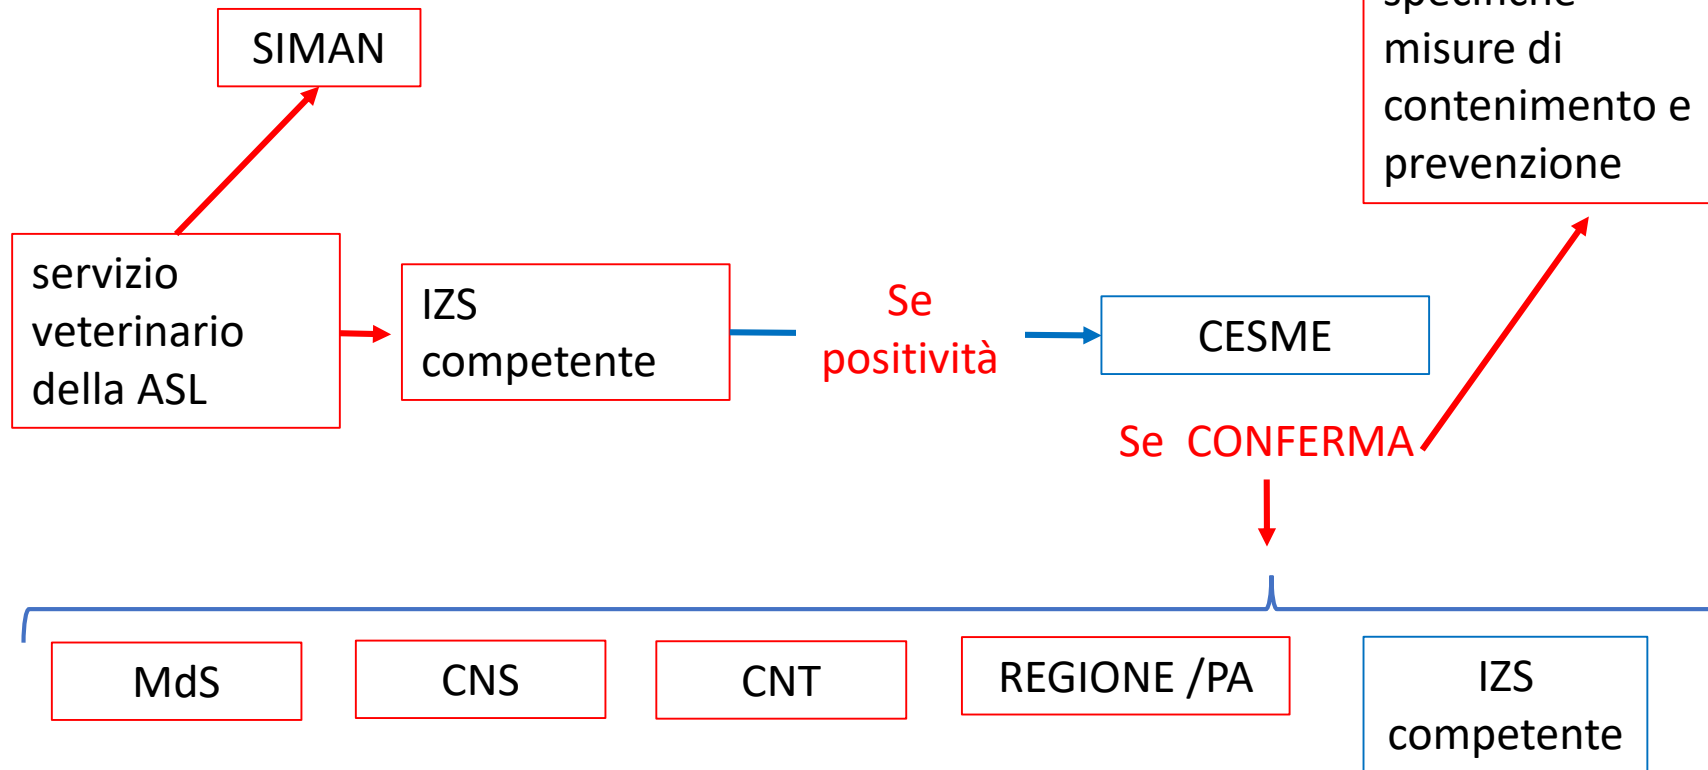 specifiche
misure di
contenimento e
prevenzione
SIMAN
servizio
veterinario
della ASL
IZS
competente
Se
positività
CESME
Se CONFERMA
MdS
CNS
CNT
REGIONE /PA
IZS
competente